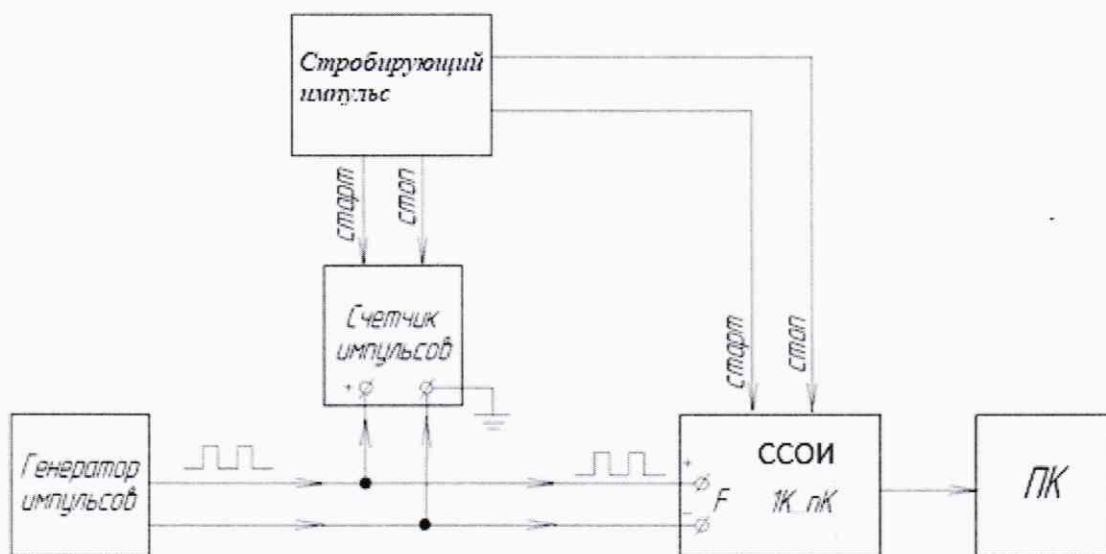 Стробирующий
импульс
старт
стоп
Счетчик
импульсов
+
старт
стоп
Генератор
импульсов
+
-
F
ССОИ
1К...nК
ПК